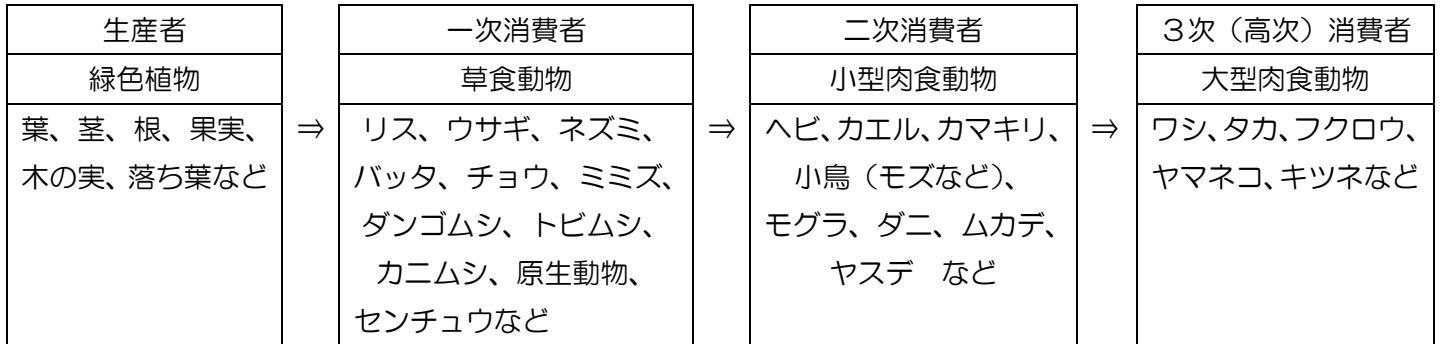 生産者
緑色植物
葉、茎、根、果実、
木の実、落ち葉など
⇒
一次消費者
草食動物
リス、ウサギ、ネズミ、
バッタ、チョウ、ミミズ、
ダンゴムシ、トビムシ、
カニムシ、原生動物、
センチュウなど
⇒
二次消費者
小型肉食動物
ヘビ、カエル、カマキリ、
小鳥（モズなど）、
モグラ、ダニ、ムカデ、
ヤスデ　など
⇒
３次（高次）消費者
大型肉食動物
ワシ、タカ、フクロウ、
ヤマネコ、キツネなど